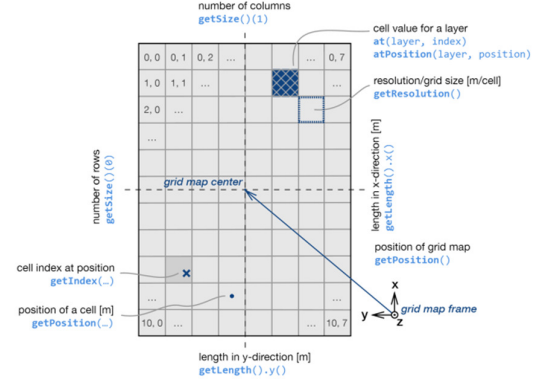 number of columns
getSize()(1)
cell value for a layer
at(layer, index)
atPosition(layer, position)
0, 0 0, 1 0, 2 ... 0, 7
1, 0 1, 1 ...
resolution/grid size [m/cell]
getResolution()
2, 0 ...
...
number of rows
getSize()(0)
grid map center
length in x-direction [m]
getLength().x()
position of grid map
getPosition()
cell index at position
getIndex(…)
x
position of a cell [m]
getPosition(…)
... ...
y
z
grid map frame
10, 0 ... ... 10, 7
length in y-direction [m]
getLength().y()